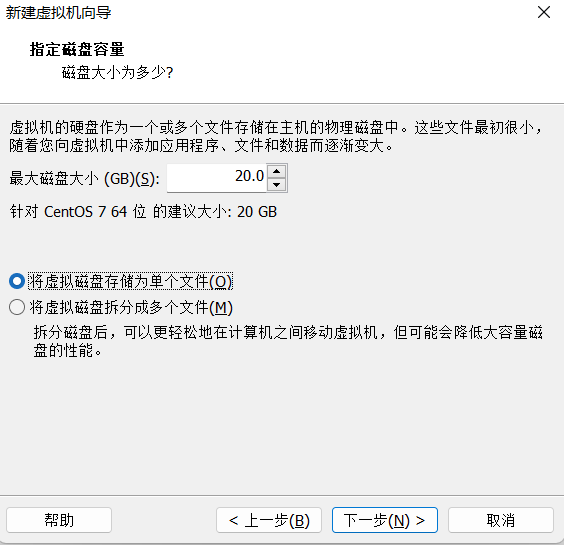 新建虚拟机向导
指定磁盘容量
磁盘大小为多少?
虚拟机的硬盘作为一个或多个文件存储在主机的物理磁盘中。这些文件最初很小，
随着您向虚拟机中添加应用程序、文件和数据而逐渐变大。
最大磁盘大小 (GB)(S): 20.0
针对 CentOS 7 64 位 的建议大小: 20 GB
将虚拟磁盘存储为单个文件(O)
将虚拟磁盘拆分成多个文件(M)
拆分磁盘后，可以更轻松地在计算机之间移动虚拟机，但可能会降低大容量磁
盘的性能。
帮助 < 上一步(B) 下一步(N) > 取消